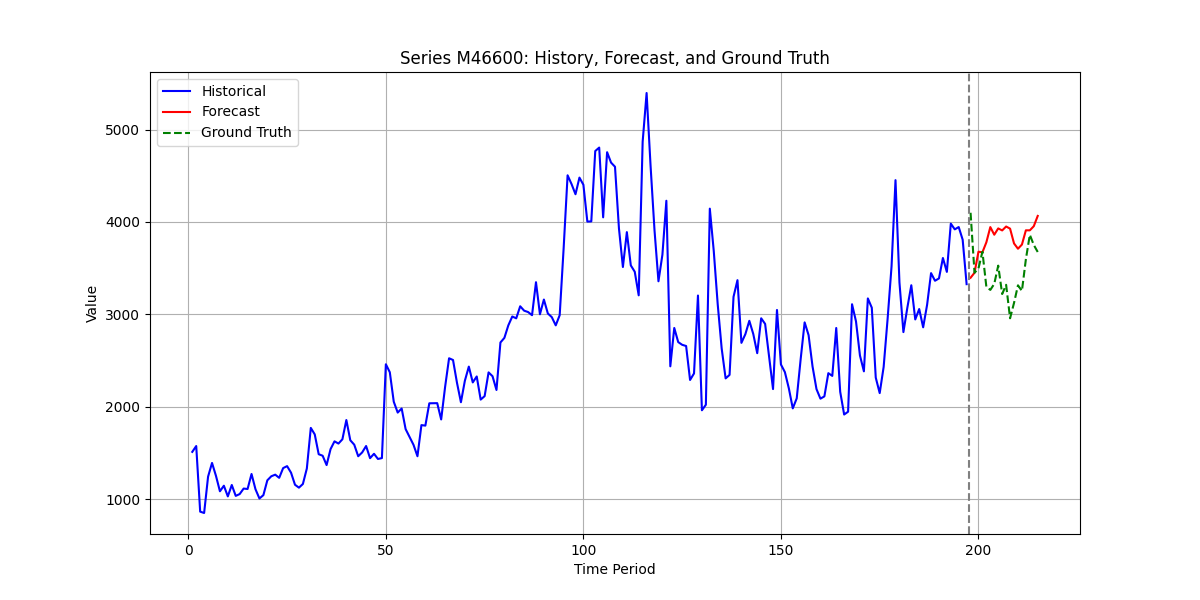 Series M46600: History, Forecast, and Ground Truth
Historical
Forecast
Ground Truth
5000
4000
3000
2000
1000
Value
0 50 100 150 200
Time Period